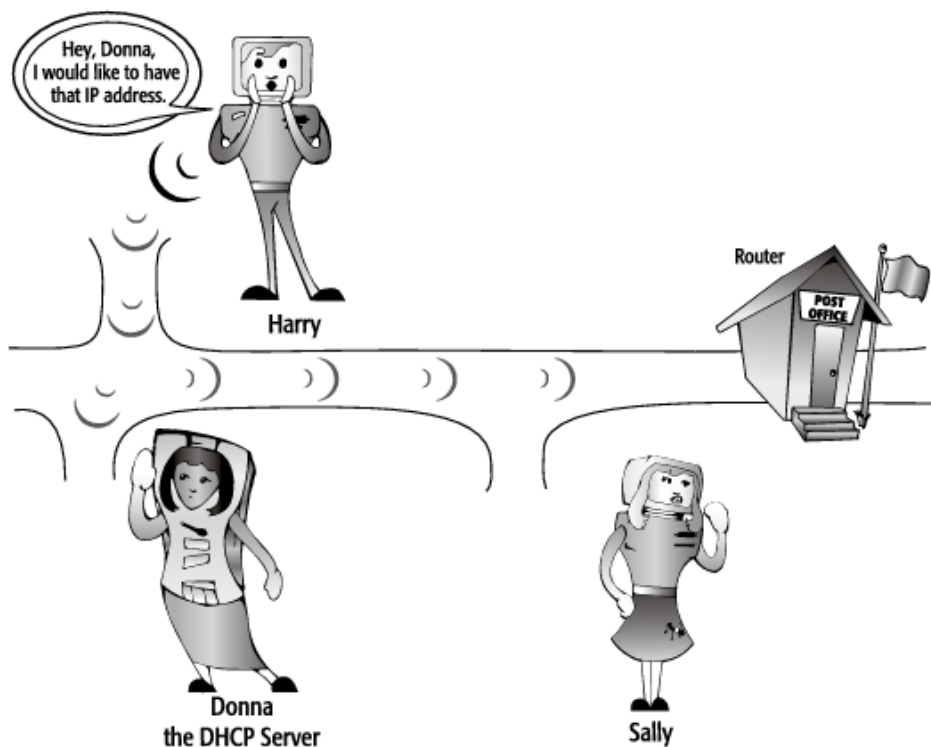 Hey, Donna,
I would like to have
that IP address.
Harry
Router
POST
OFFICE
Donna
the DHCP Server
Sally